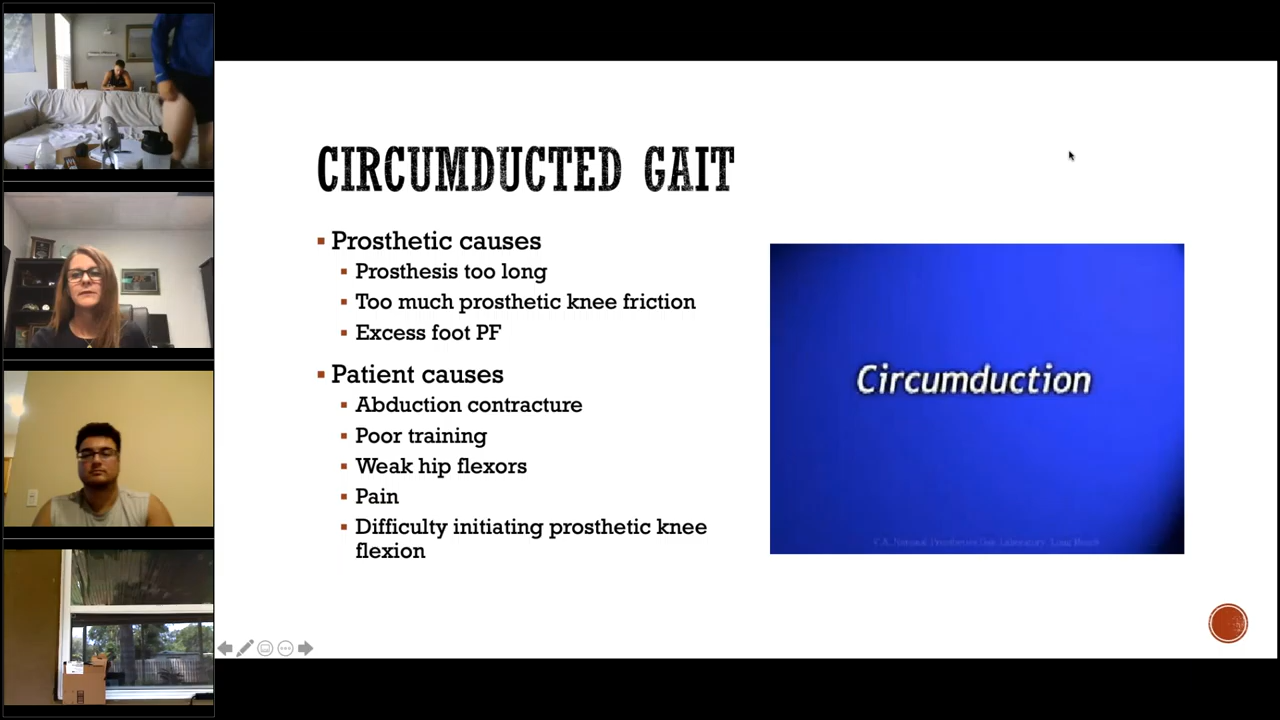 CIRCUMDUCTED GAIT
Prosthetic causes
Prosthesis too long
Too much prosthetic knee friction
Excess foot PF
Patient causes
Abduction contracture
Poor training
Weak hip flexors
Pain
Difficulty initiating prosthetic knee
flexion
Circumduction